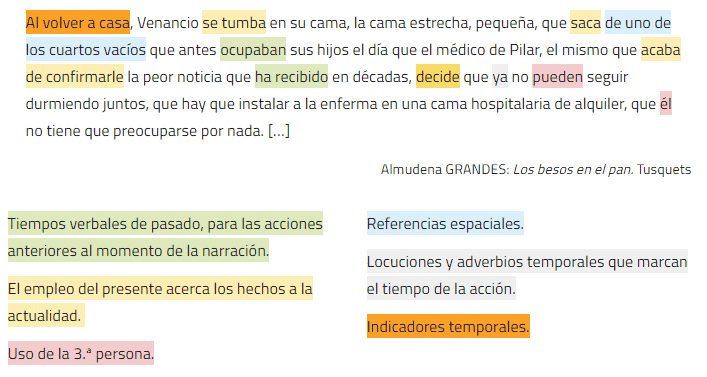 Al volver a casa, Venancio se tumba en su cama, la cama estrecha, pequeña, que saca de uno de
los cuartos vacíos que antes ocupaban sus hijos el día que el médico de Pilar, el mismo que acaba
de confirmarle la peor noticia que ha recibido en décadas, decide que ya no pueden seguir
durmiendo juntos, que hay que instalar a la enferma en una cama hospitalaria de alquiler, que él
no tiene que preocuparse por nada. […]
Almudena GRANDES: Los besos en el pan. Tusquets
Tiempos verbales de pasado, para las acciones
anteriores al momento de la narración.
El empleo del presente acerca los hechos a la
actualidad.
Uso de la 3.ª persona.
Referencias espaciales.
Locuciones y adverbios temporales que marcan
el tiempo de la acción.
Indicadores temporales.